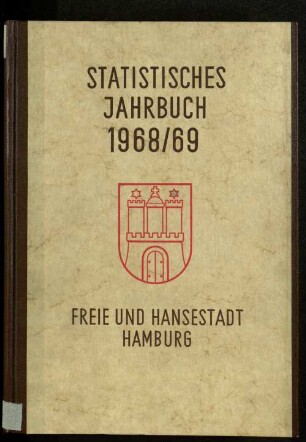 STATISTISCHES
JAHRBUCH
1968/69
FREIE UND HANSESTADT
HAMBURG